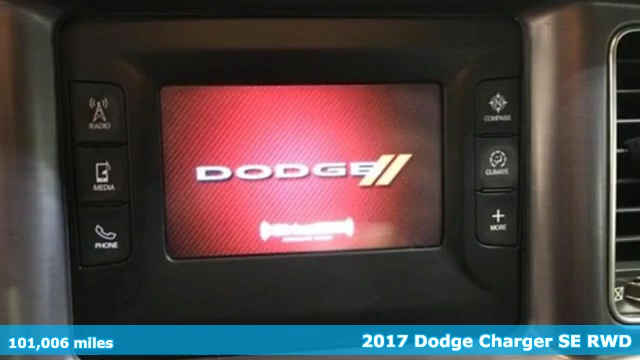 RADIO
COMPASS
DODGE
MEDIA
CLIMATE
PHONE
MORE
101,006 miles
2017 Dodge Charger SE RWD